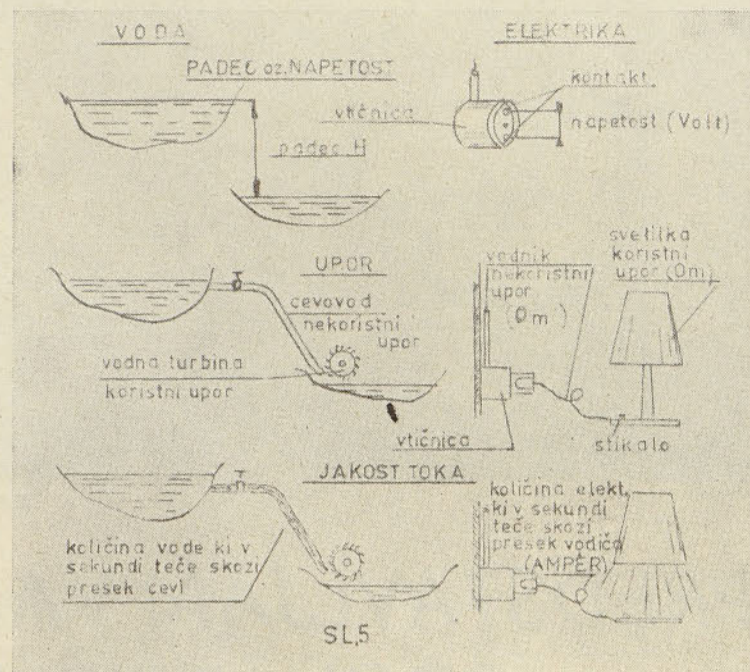 VODA
ELEKTRIKA
PADEC oz. NAPETOST
kontakt
vtičnica
napetost (Volt)
padec H
svetilka
koristni
upor (Om)
UPOR
vodnik
nekoristni
upor
(Om)
cevovod
nekoristni
upor
vodna turbina
koristni upor
vtičnica
stikalo
JAKOST TOKA
količina elekt.
ki v sekundi
teče skozi
presek vodiča
(AMPER)
količina vode ki v
sekundi teče skozi
presek cevi
SL,5